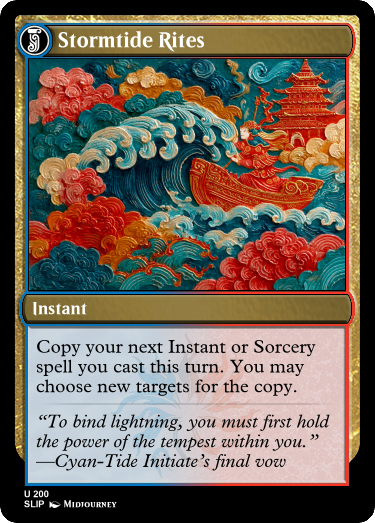 Stormtide Rites
Instant
Copy your next Instant or Sorcery
spell you cast this turn. You may
choose new targets for the copy.
“To bind lightning, you must first hold
the power of the tempest within you.”
—Cyan-Tide Initiate’s final vow
U 200
SLIP Midjourney